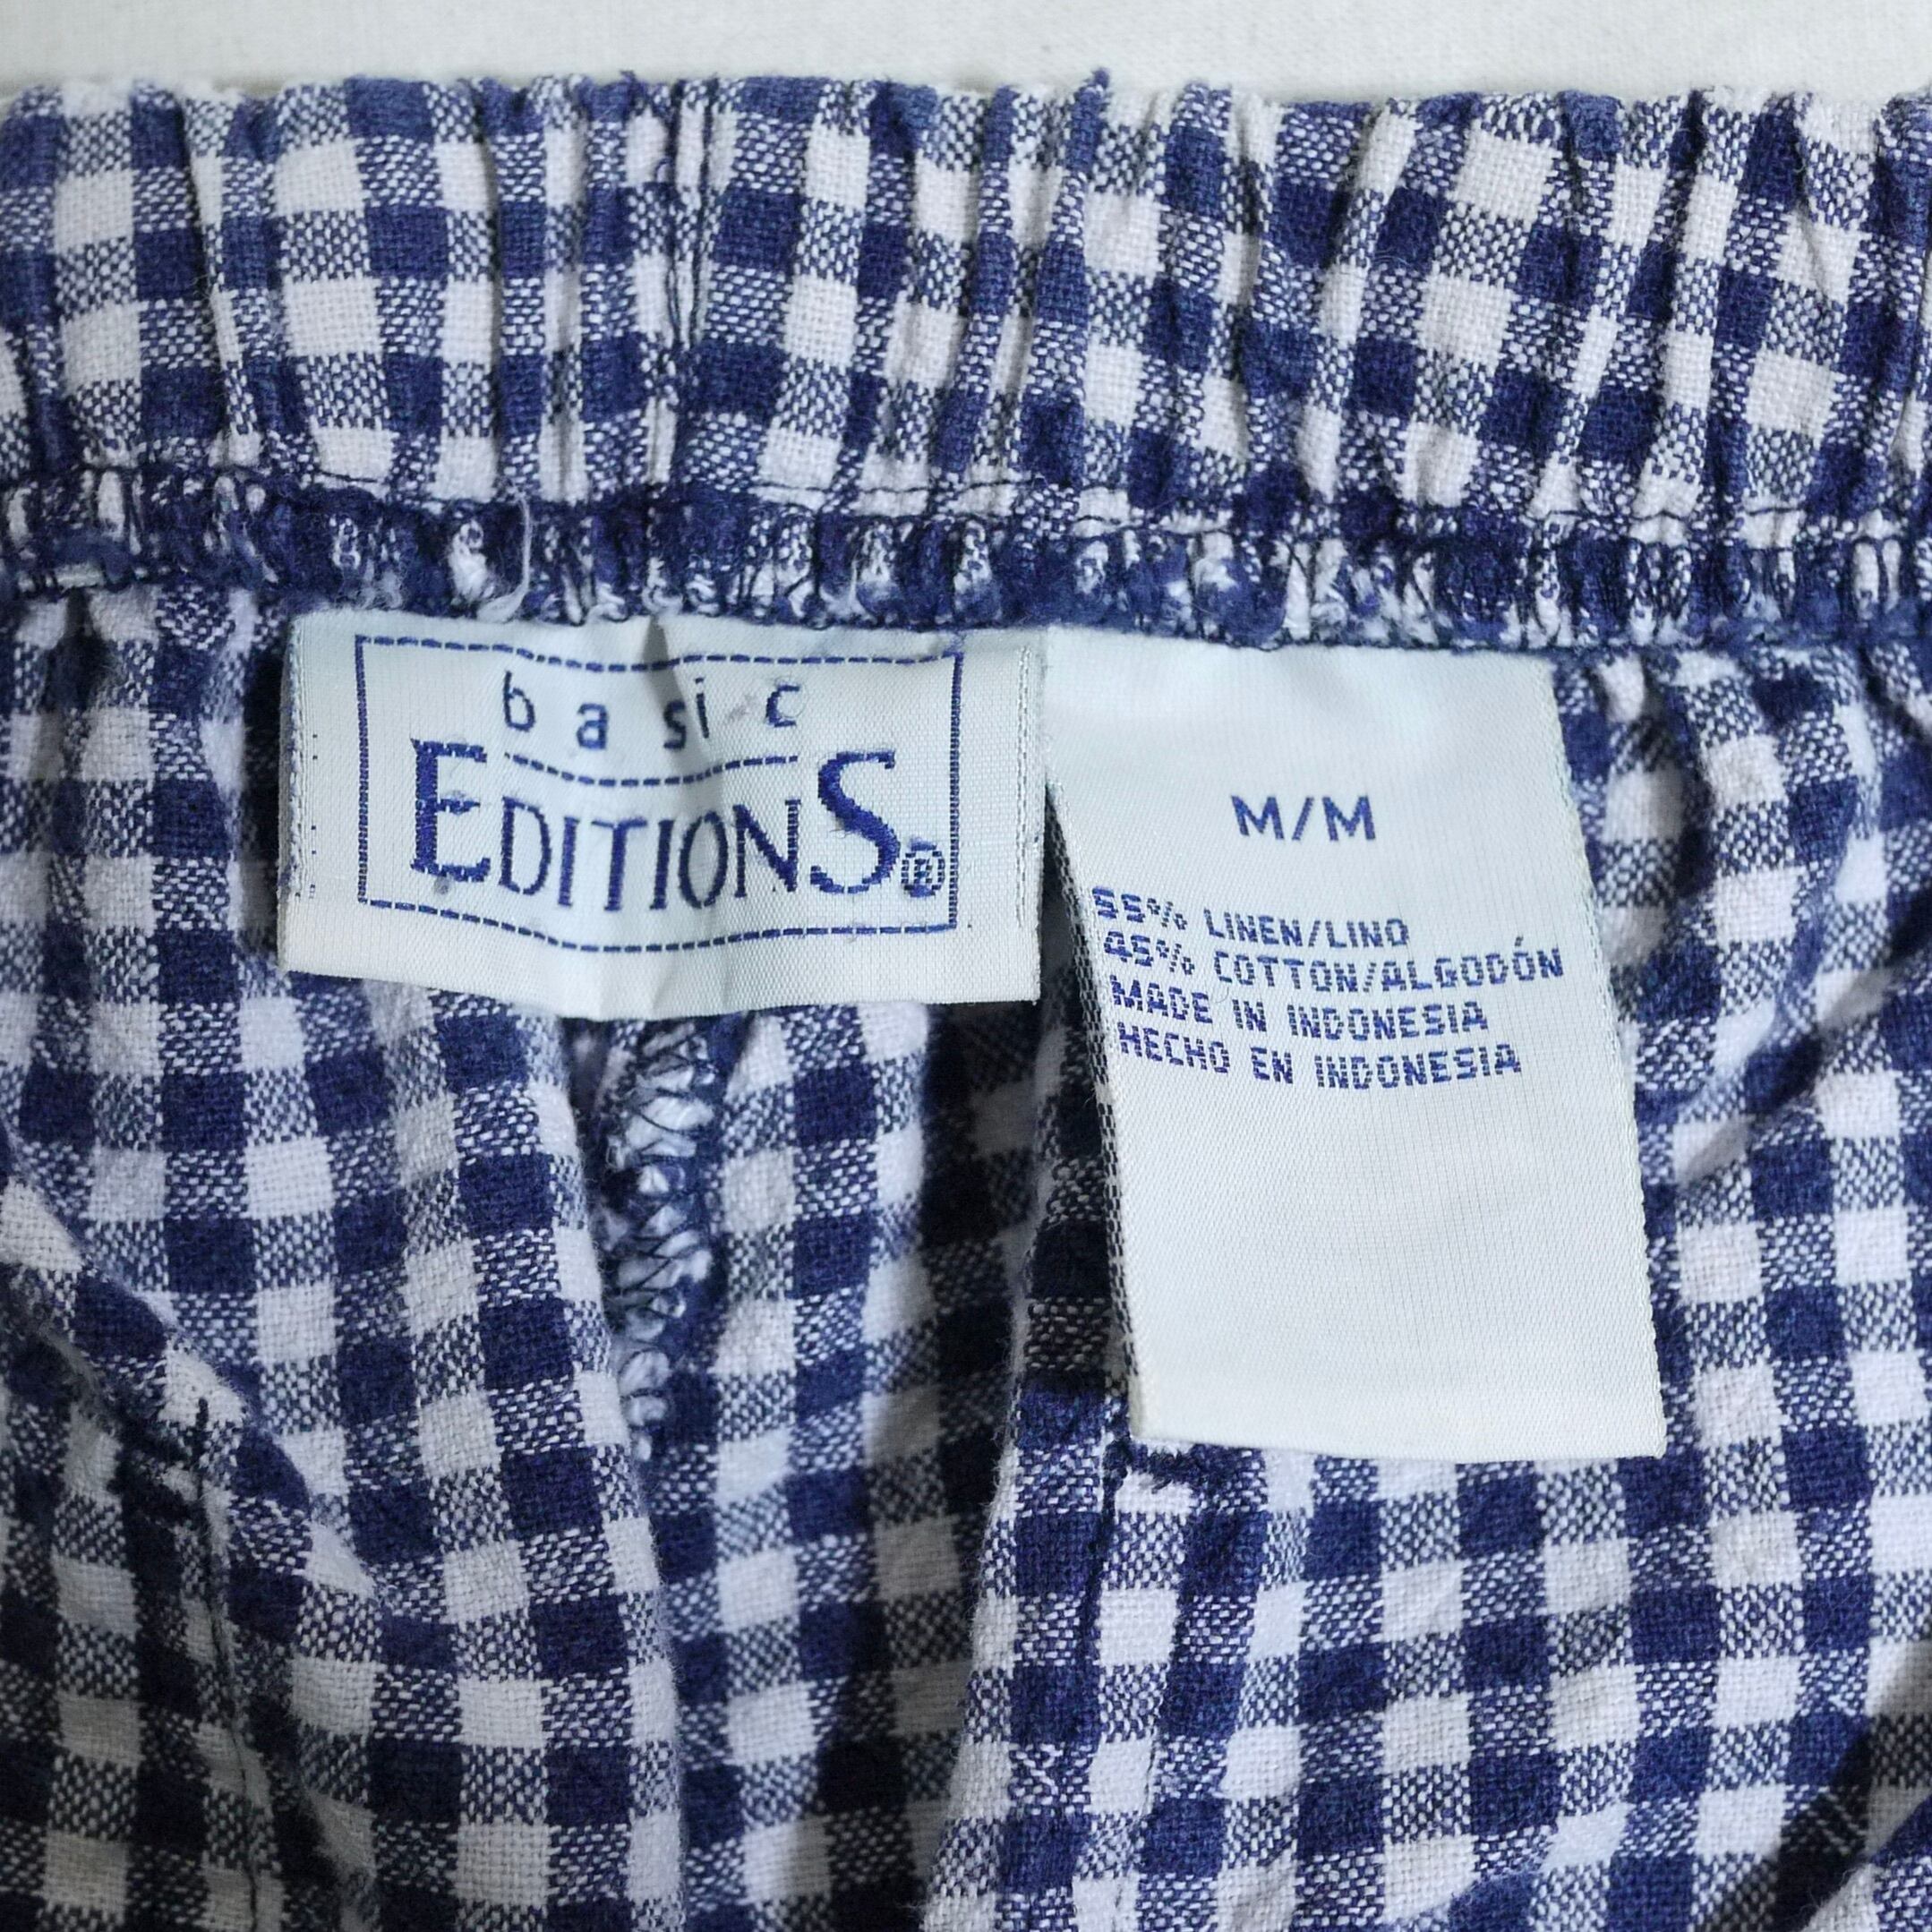 basic
EDITIONS®
M/M
55% LINEN/LINO
45% COTTON/ALGODÓN
MADE IN INDONESIA
HECHO EN INDONESIA